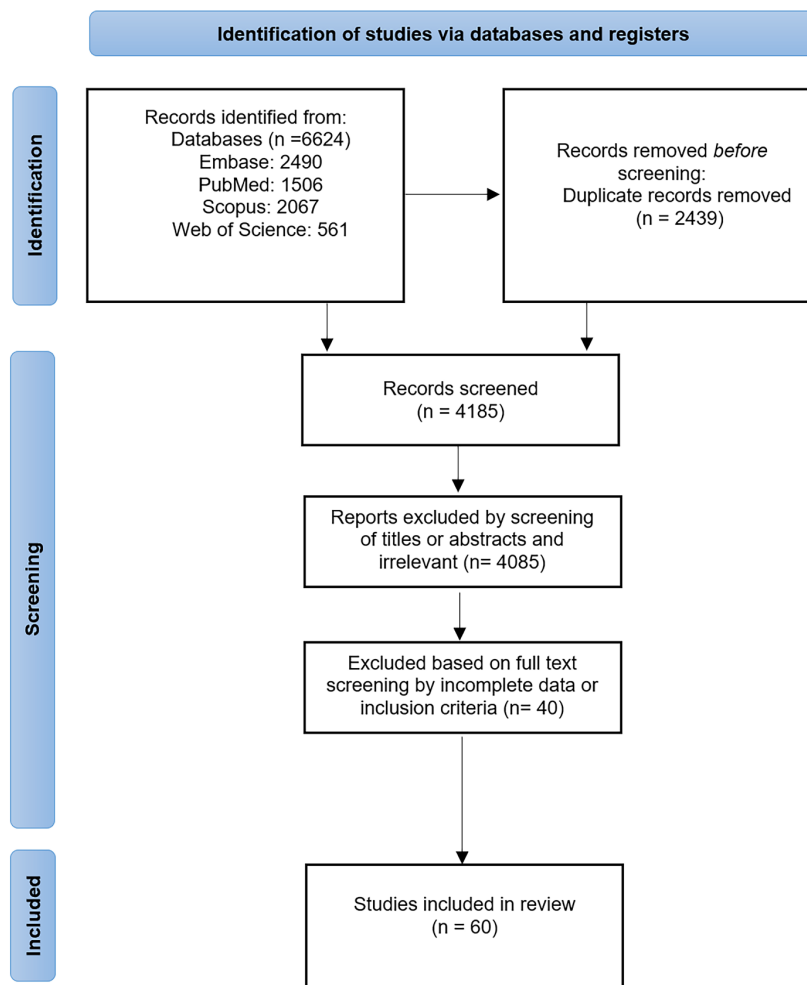 Identification of studies via databases and registers
Identification
Records identified from:
Databases (n =6624)
Embase: 2490
PubMed: 1506
Scopus: 2067
Web of Science: 561
Records removed before
screening:
Duplicate records removed
(n = 2439)
Screening
Records screened
(n = 4185)
Reports excluded by screening
of titles or abstracts and
irrelevant (n= 4085)
Excluded based on full text
screening by incomplete data or
inclusion criteria (n= 40)
Included
Studies included in review
(n = 60)